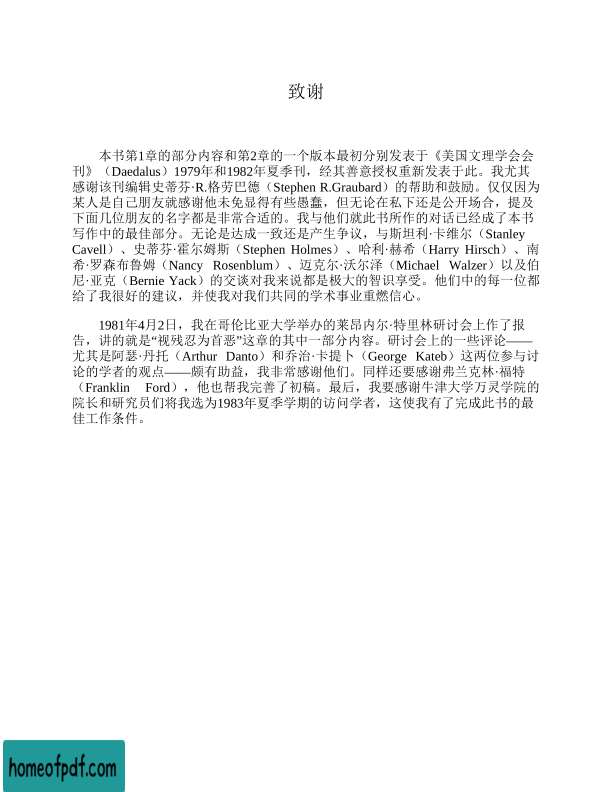 致谢
本书第1章的部分内容和第2章的一个版本最初分别发表于《美国文理学会会
刊》（Daedalus）1979年和1982年夏季刊，经其善意授权重新发表于此。我尤其
感谢该刊编辑史蒂芬·R.格劳巴德（Stephen R.Graubard）的帮助和鼓励。仅仅因为
某人是自己朋友就感谢他未免显得有些愚蠢，但无论在私下还是公开场合，提及
下面几位朋友的名字都是非常合适的。我与他们就此书所作的对话已经成了本书
写作中的最佳部分。无论是达成一致还是产生争议，与斯坦利·卡维尔（Stanley
Cavell）、史蒂芬·霍尔姆斯（Stephen Holmes）、哈利·赫希（Harry Hirsch）、南
希·罗森布鲁姆（Nancy Rosenblum）、迈克尔·沃尔泽（Michael Walzer）以及伯
尼·亚克（Bernie Yack）的交谈对我来说都是极大的智识享受。他们中的每一位都
给了我很好的建议，并使我对我们共同的学术事业重燃信心。
1981年4月2日，我在哥伦比亚大学举办的莱昂内尔·特里林研讨会上作了报
告，讲的就是“视残忍为首恶”这章的其中一部分内容。研讨会上的一些评论——
尤其是阿瑟·丹托（Arthur Danto）和乔治·卡提卜（George Kateb）这两位参与讨
论的学者的观点——颇有助益，我非常感谢他们。同样还要感谢弗兰克林·福特
（Franklin Ford），他也帮我完善了初稿。最后，我要感谢牛津大学万灵学院的
院长和研究员们将我选为1983年夏季学期的访问学者，这使我有了完成此书的最
佳工作条件。
homeofpdf.com